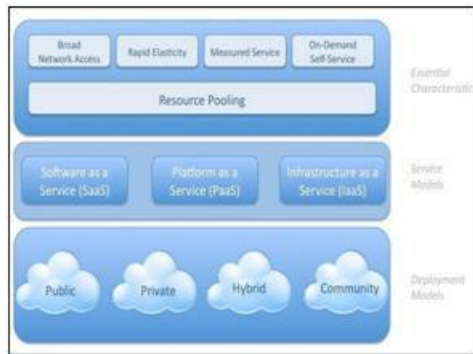 Broad
Network Access
Rapid Elasticity
Measured Service
On-Demand
Self-Service
Resource Pooling
Essential
Characteristic
Software as a
Service (SaaS)
Platform as a
Service (PaaS)
Infrastructure as a
Service (IaaS)
Service
Models
Public
Private
Hybrid
Community
Deployment
Models